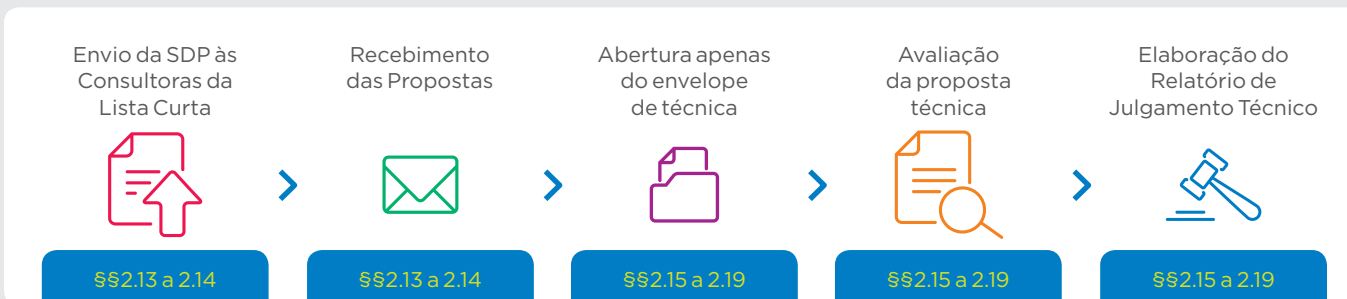 Envio da SDP às
Consultoras da
Lista Curta
§§2.13 a 2.14
Recebimento
das Propostas
§§2.13 a 2.14
Abertura apenas
do envelope
de técnica
§§2.15 a 2.19
Avaliação
da proposta
técnica
§§2.15 a 2.19
Elaboração do
Relatório de
Julgamento Técnico
§§2.15 a 2.19